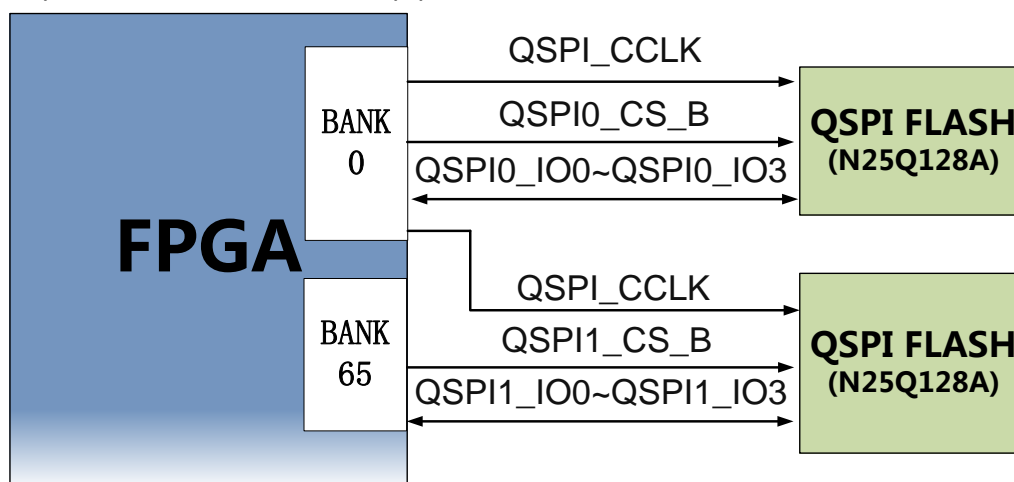 QSPI_CCLK
BANK
0
QSPI0_CS_B
QSPI FLASH
(N25Q128A)
QSPI0_IO0~QSPI0_IO3
FPGA
QSPI_CCLK
BANK
65
QSPI1_CS_B
QSPI FLASH
(N25Q128A)
QSPI1_IO0~QSPI1_IO3